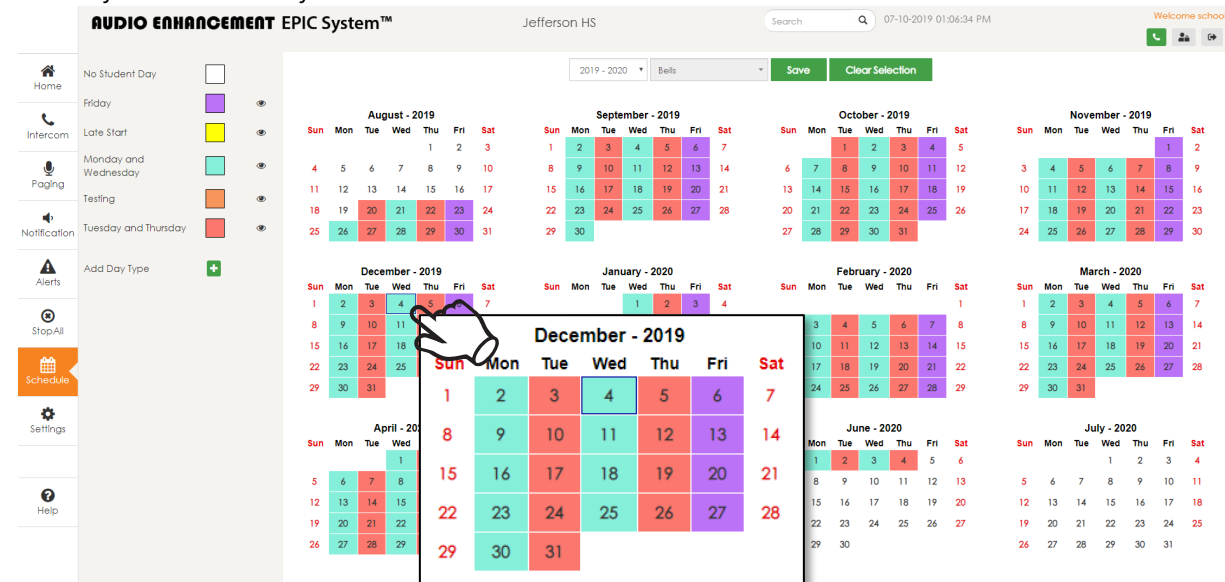 AUDIO ENHANCEMENT EPIC System™ Jefferson HS Search 07-10-2019 01:06:34 PM Welcome school
Home
Intercom
Paging
Notification
Alerts
StopAll
Schedule
Settings
Help
No Student Day
Friday
Late Start
Monday and
Wednesday
Testing
Tuesday and Thursday
Add Day Type
2019 - 2020 Bells Save Clear Selection
August - 2019
Sun Mon Tue Wed Thu Fri Sat
1 2 3
4 5 6 7 8 9 10
11 12 13 14 15 16 17
18 19 20 21 22 23 24
25 26 27 28 29 30 31
September - 2019
Sun Mon Tue Wed Thu Fri Sat
1 2 3 4 5 6 7
8 9 10 11 12 13 14
15 16 17 18 19 20 21
22 23 24 25 26 27 28
29 30
October - 2019
Sun Mon Tue Wed Thu Fri Sat
1 2 3 4 5
6 7 8 9 10 11 12
13 14 15 16 17 18 19
20 21 22 23 24 25 26
27 28 29 30 31
November - 2019
Sun Mon Tue Wed Thu Fri Sat
1 2
3 4 5 6 7 8 9
10 11 12 13 14 15 16
17 18 19 20 21 22 23
24 25 26 27 28 29 30
December - 2019
Sun Mon Tue Wed Thu Fri Sat
1 2 3 4 5 7
8 9 10 11
15 16 17 18
22 23 24 25
29 30 31
January - 2020
Sun Mon Tue Wed Thu Fri Sat
1 2 3 4
February - 2020
Sun Mon Tue Wed Thu Fri Sat
1
3 4 5 6 7 8
10 11 12 13 14 15
17 18 19 20 21 22
24 25 26 27 28 29
March - 2020
Sun Mon Tue Wed Thu Fri Sat
1 2 3 4 5 6 7
8 9 10 11 12 13 14
15 16 17 18 19 20 21
22 23 24 25 26 27 28
29 30 31
December - 2019
Sun Mon Tue Wed Thu Fri Sat
1 2 3 4 5 6 7
8 9 10 11 12 13 14
15 16 17 18 19 20 21
22 23 24 25 26 27 28
29 30 31
April - 20
Sun Mon Tue Wed
1
5 6 7 8
12 13 14 15
19 20 21 22
26 27 28 29
June - 2020
Mon Tue Wed Thu Fri Sat
1 2 3 4 5 6
8 9 10 11 12 13
15 16 17 18 19 20
22 23 24 25 26 27
29 30
July - 2020
Sun Mon Tue Wed Thu Fri Sat
1 2 3 4
5 6 7 8 9 10 11
12 13 14 15 16 17 18
19 20 21 22 23 24 25
26 27 28 29 30 31